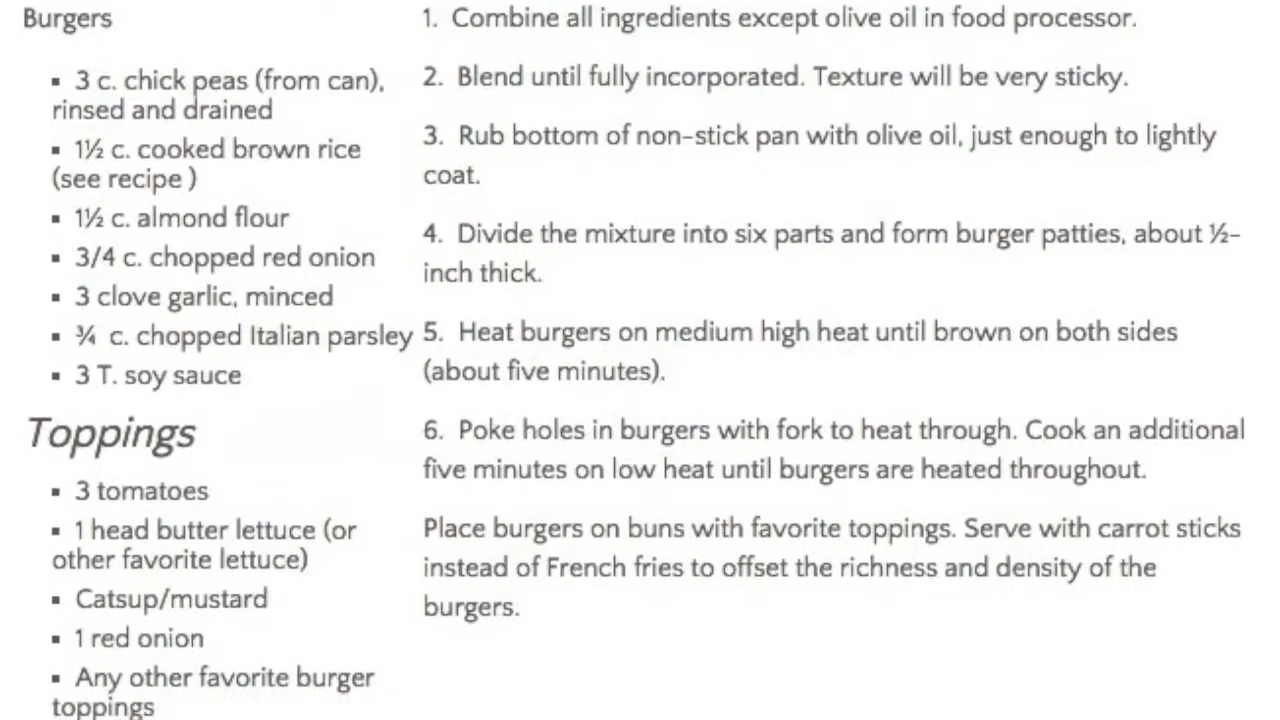 Burgers
▪ 3 c. chick peas (from can),
rinsed and drained
▪ 1½ c. cooked brown rice
(see recipe )
▪ 1½ c. almond flour
▪ 3/4 c. chopped red onion
▪ 3 clove garlic, minced
▪ ¾ c. chopped Italian parsley
▪ 3 T. soy sauce
Toppings
▪ 3 tomatoes
▪ 1 head butter lettuce (or
other favorite lettuce)
▪ Catsup/mustard
▪ 1 red onion
▪ Any other favorite burger
toppings
1. Combine all ingredients except olive oil in food processor.
2. Blend until fully incorporated. Texture will be very sticky.
3. Rub bottom of non-stick pan with olive oil, just enough to lightly
coat.
4. Divide the mixture into six parts and form burger patties, about ½-
inch thick.
5. Heat burgers on medium high heat until brown on both sides
(about five minutes).
6. Poke holes in burgers with fork to heat through. Cook an additional
five minutes on low heat until burgers are heated throughout.
Place burgers on buns with favorite toppings. Serve with carrot sticks
instead of French fries to offset the richness and density of the
burgers.